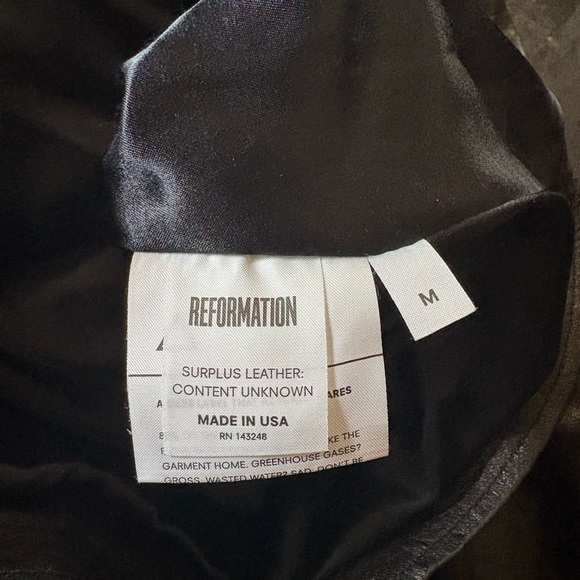 REFORMATION
M
SURPLUS LEATHER:
CONTENT UNKNOWN
ARES
MADE IN USA
RN 143248
KE THE
GARMENT HOME. GREENHOUSE GASES?
GROSS. WASTED WATER? SAD. DON'T BE